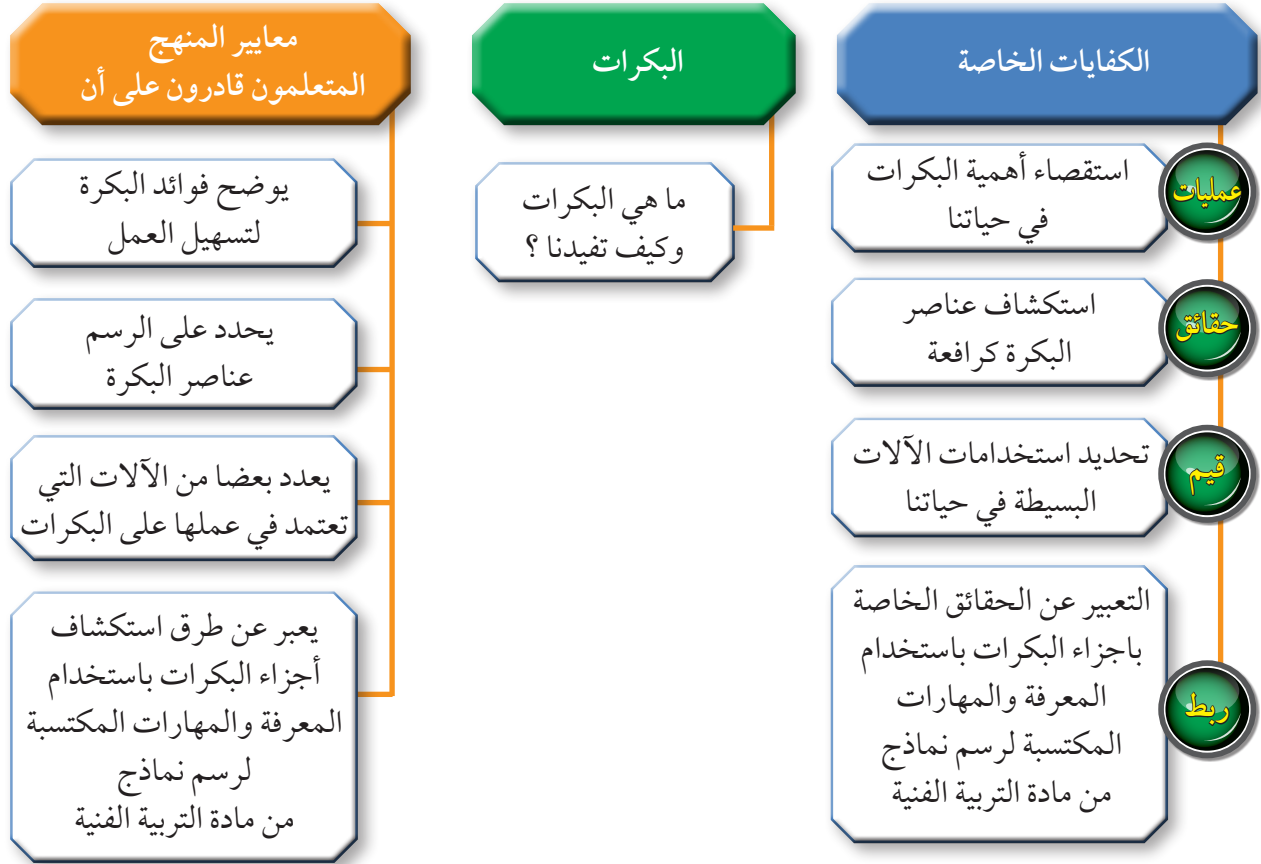 الكفايات الخاصة
عمليات
استقصاء أهمية البكرات
في حياتنا
حقائق
استكشاف عناصر
البكرة كرافعة
قيم
تحديد استخدامات الآلات
البسيطة في حياتنا
ربط
التعبير عن الحقائق الخاصة
باجزاء البكرات باستخدام
المعرفة والمهارات
المكتسبة لرسم نماذج
من مادة التربية الفنية
البكرات
ما هي البكرات
وكيف تفيدنا ؟
معايير المنهج
المتعلمون قادرون على أن
يوضح فوائد البكرة
لتسهيل العمل
يحدد على الرسم
عناصر البكرة
يعدد بعضا من الآلات التي
تعتمد في عملها على البكرات
يعبر عن طرق استكشاف
أجزاء البكرات باستخدام
المعرفة والمهارات المكتسبة
لرسم نماذج
من مادة التربية الفنية